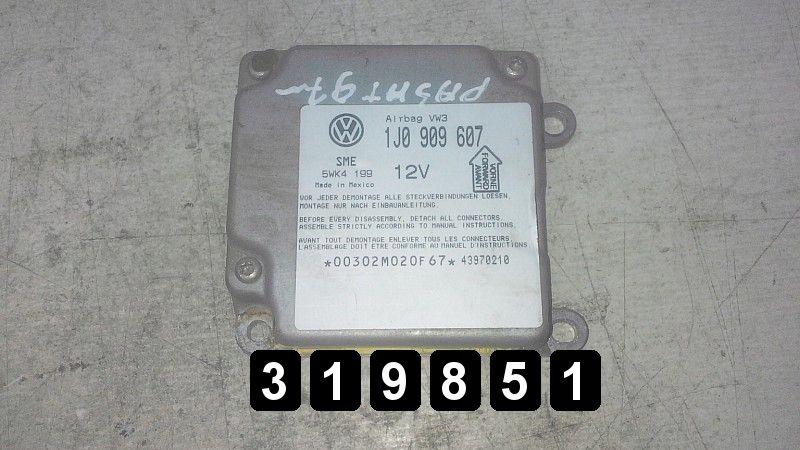 PASAT 97
Airbag VW3
1J0 909 607
SME
5WK4 199
12V
Made in Mexico
VORNE
FORWARD
AVANT
VOR JEDER DEMONTAGE ALLE STECKVERBINDUNGEN LOESEN,
MONTAGE NUR NACH EINBAUANLEITUNG.
BEFORE EVERY DISASSEMBLY, DETACH ALL CONNECTORS.
ASSEMBLE STRICTLY ACCORDING TO MANUAL INSTRUCTIONS.
AVANT TOUT DEMONTAGE ENLEVER TOUS LES CONNECTEURS.
L'ASSEMBLAGE DOIT ETRE CONFORME AU MANUEL D'INSTRUCTIONS
*00302M020F67* 43970210
319851